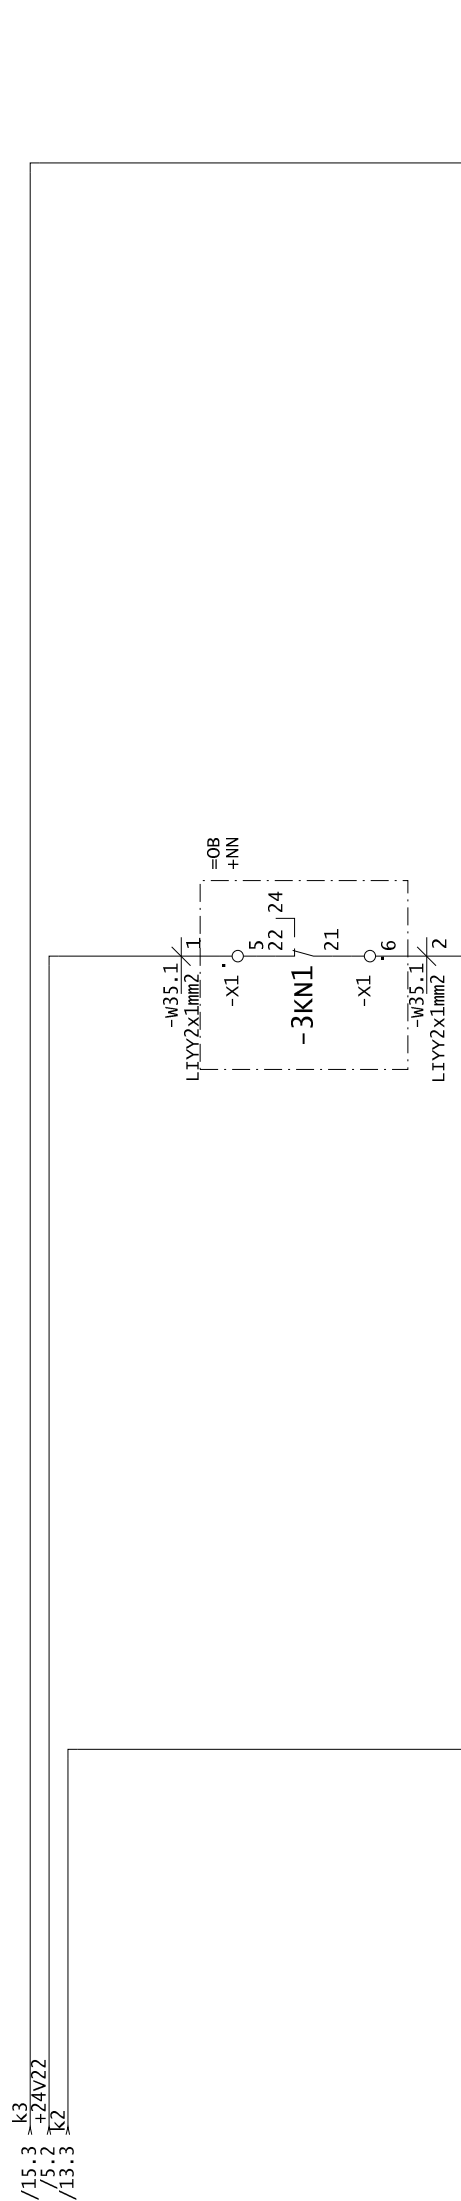 /15.3 k3
/5.2 +24V22
/13.3 k2
-W35.1
LIYY2x1mm2
1
=OB
+NN
-X1
5
22
24
-3KN1
21
-X1
6
-W35.1
LIYY2x1mm2
2